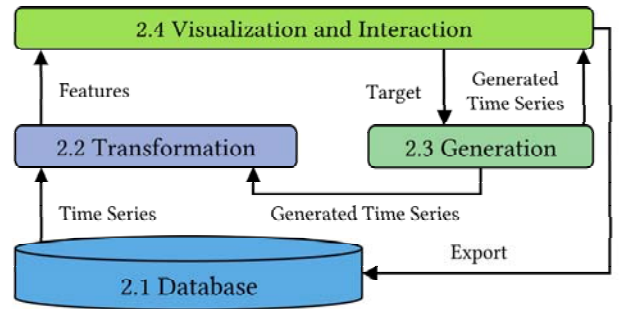 2.4 Visualization and Interaction
Features
Target
Generated
Time Series
2.2 Transformation
2.3 Generation
Time Series
Generated Time Series
Export
2.1 Database